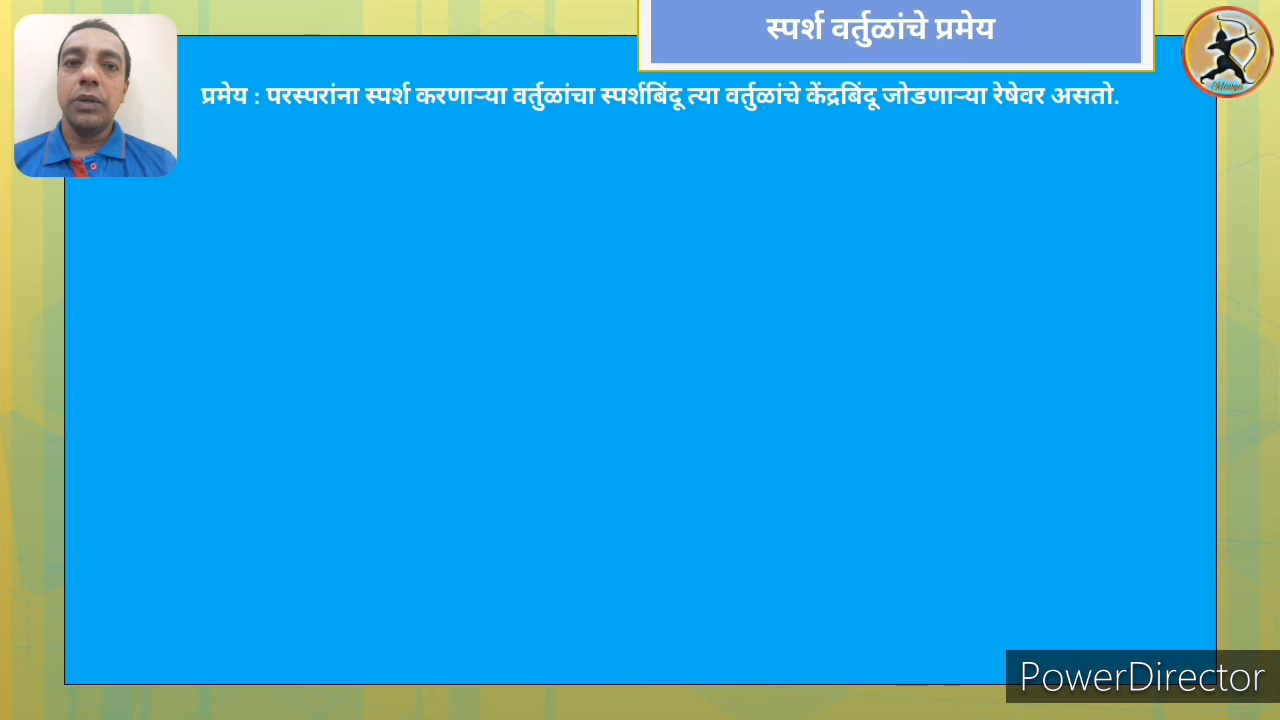 स्पर्श वर्तुळांचे प्रमेय
प्रमेय : परस्परांना स्पर्श करणाऱ्या वर्तुळांचा स्पर्शबिंदू त्या वर्तुळांचे केंद्रबिंदू जोडणाऱ्या रेषेवर असतो.
PowerDirector